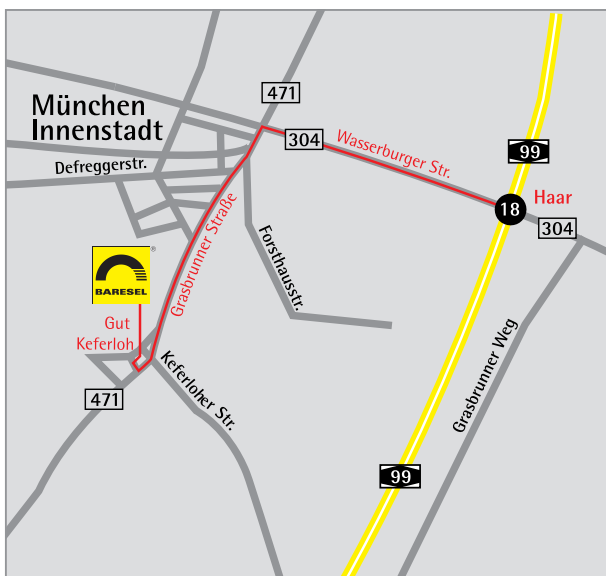 471
München
Innenstadt
304
Wasserburger Str.
99
Defreggerstr.
Haar
18
304
Grasbrunner Straße
Forsthausstr.
®
BARESEL
Gut
Keferloh
Grasbrunner Weg
Keferloher Str.
471
99